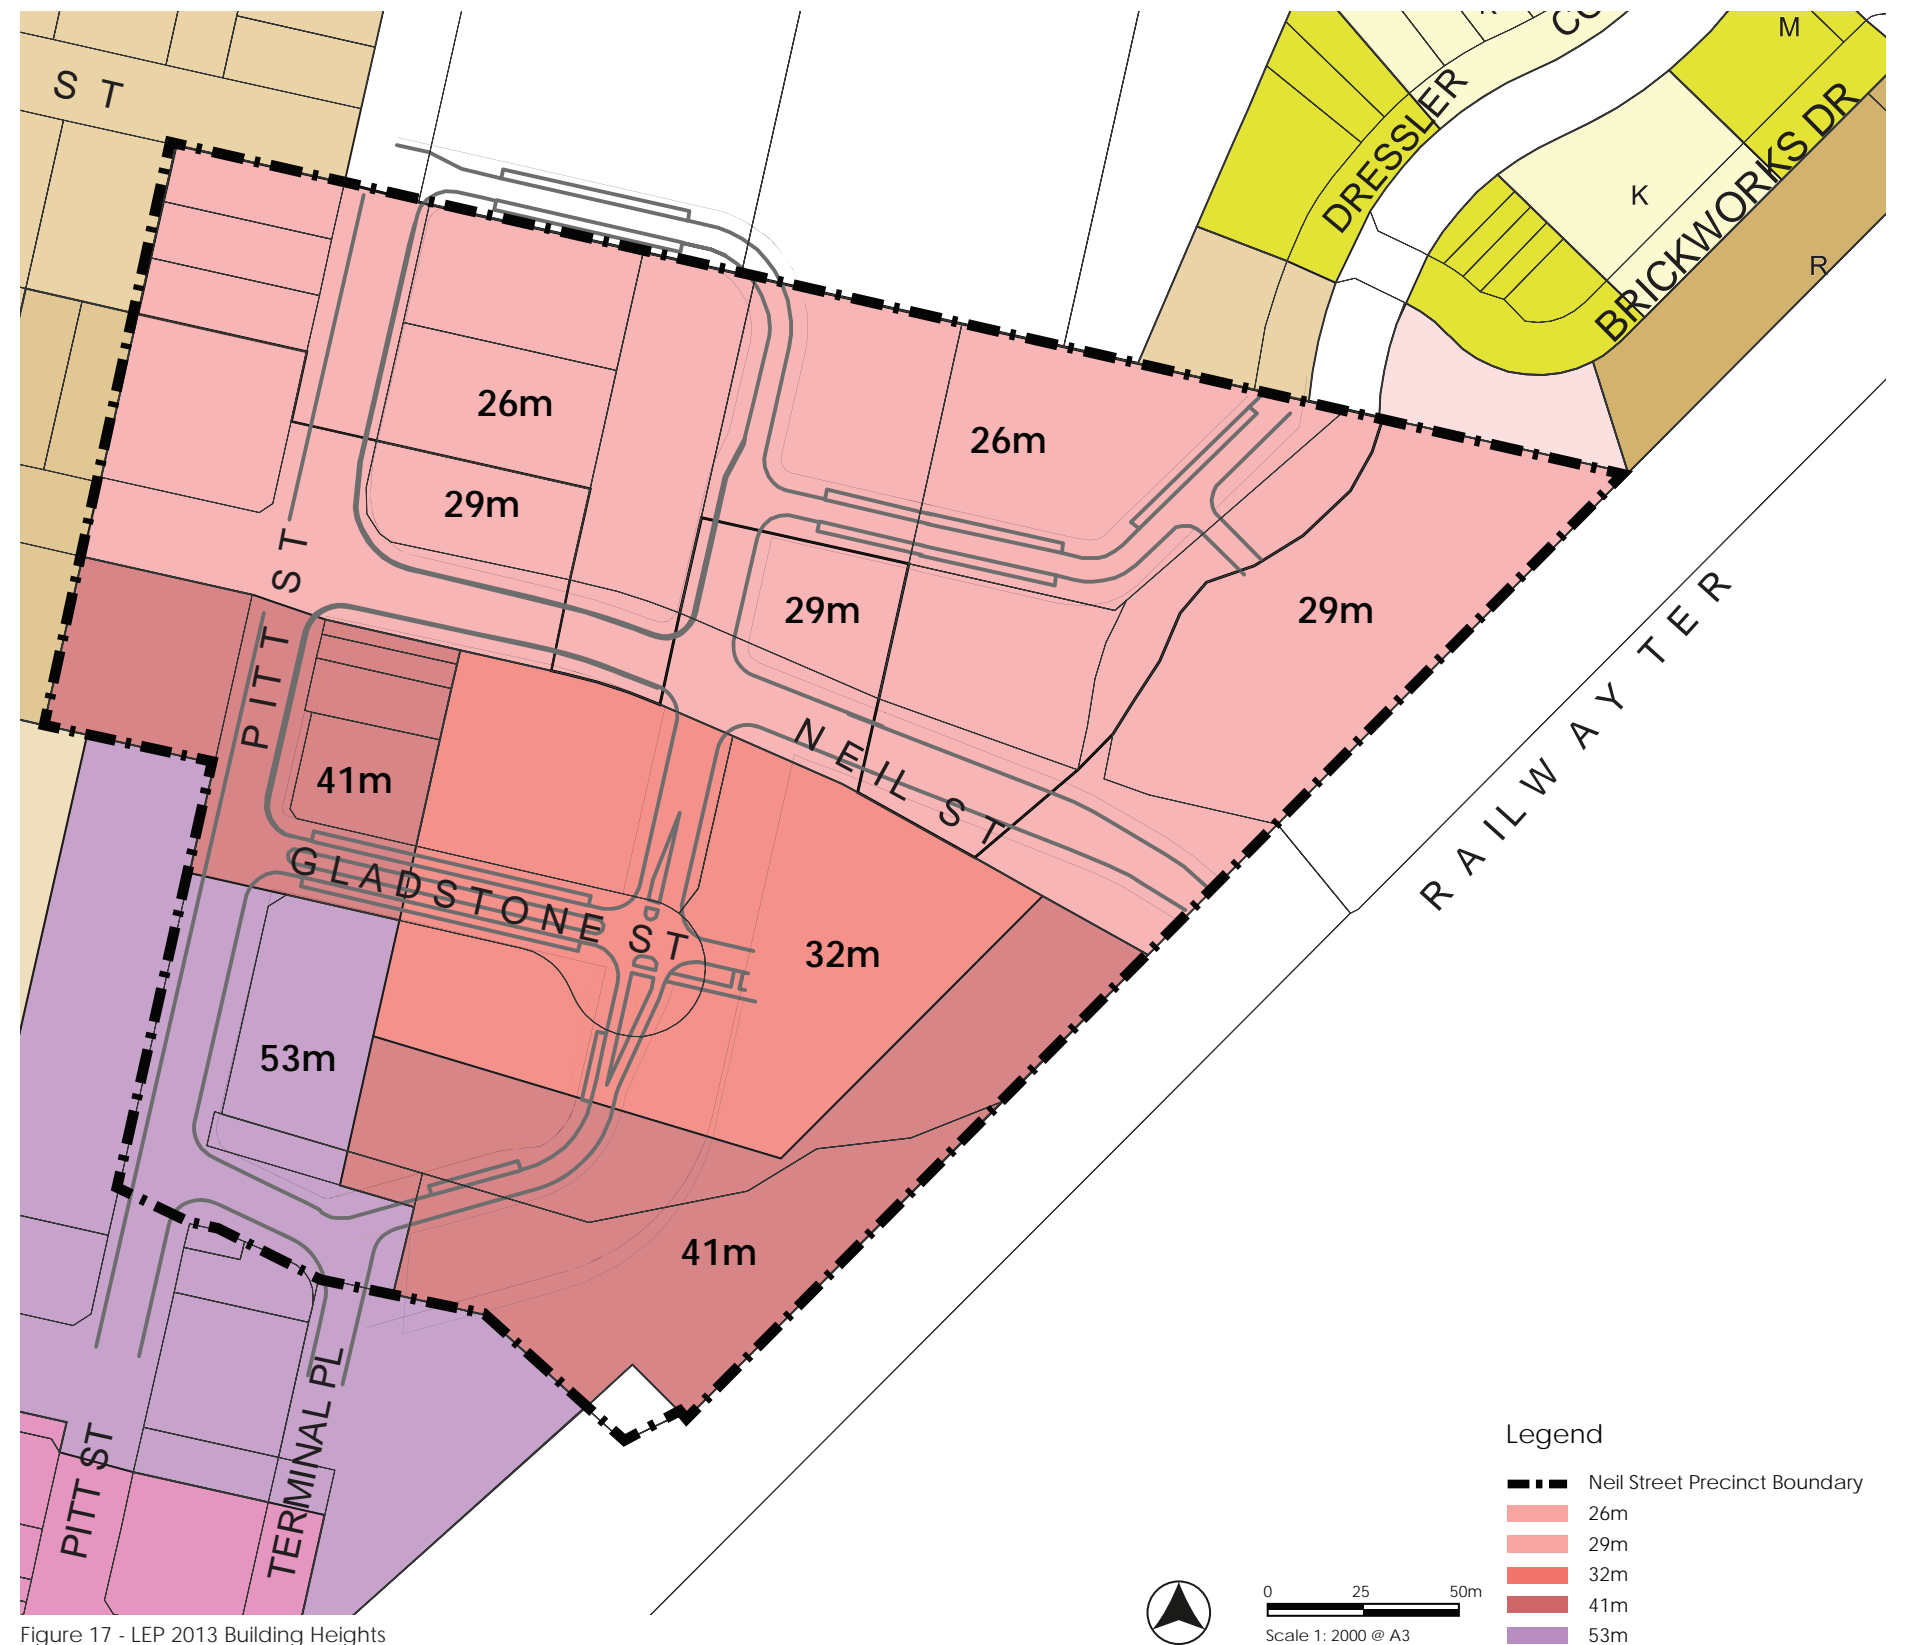 S T
CO
M
DRESSLER
BRICKWORKS DR
K
R
26m
26m
29m
29m
29m
PITT ST
NEIL ST
RAILWAY TER
41m
GLADSTONE ST
32m
53m
41m
TERMINAL PL
PITT ST
Legend
Neil Street Precinct Boundary
26m
29m
32m
41m
53m
0 25 50m
Scale 1: 2000 @ A3
Figure 17 - LEP 2013 Building Heights